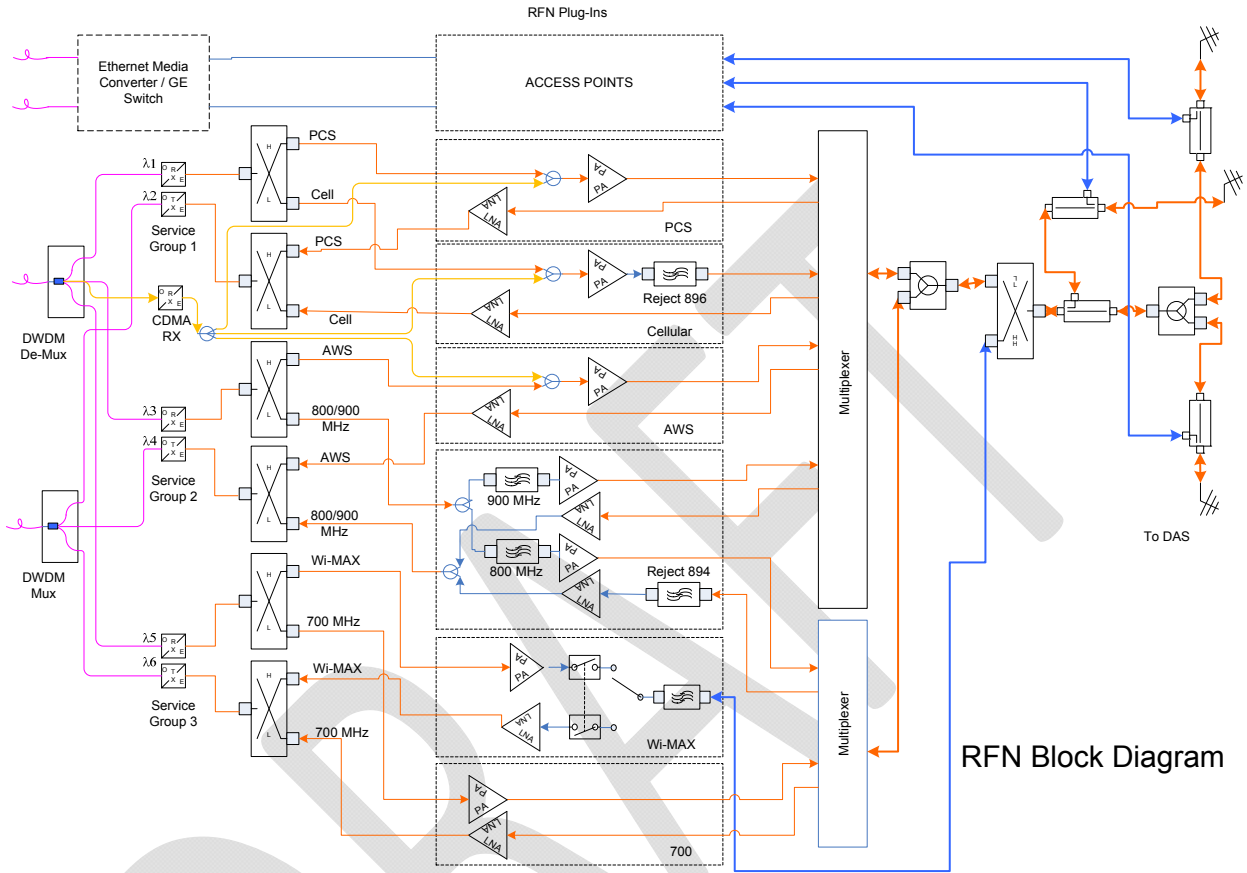 RFN Plug-Ins
Ethernet Media
Converter / GE
Switch
ACCESS POINTS
PCS
λ1
O R X E
λ2
O T X E
Service
Group 1
H
L
Cell
PCS
H
L
Cell
PA
PA
LNA
LNA
PCS
DWDM
De-Mux
O R X E
CDMA
RX
PA
PA
Reject 896
LNA
LNA
Cellular
AWS
H
L
800/900
MHz
λ3
O R X E
λ4
O T X E
Service
Group 2
AWS
H
L
800/900
MHz
PA
PA
LNA
LNA
AWS
900 MHz
PA
PA
LNA
LNA
800 MHz
PA
PA
LNA
LNA
Reject 894
DWDM
Mux
Wi-MAX
H
L
700 MHz
λ5
O R X E
λ6
O T X E
Service
Group 3
Wi-MAX
H
L
700 MHz
PA
PA
LNA
LNA
Wi-MAX
PA
PA
LNA
LNA
700
Multiplexer
Multiplexer
LL
HH
To DAS
RFN Block Diagram
DRAFT